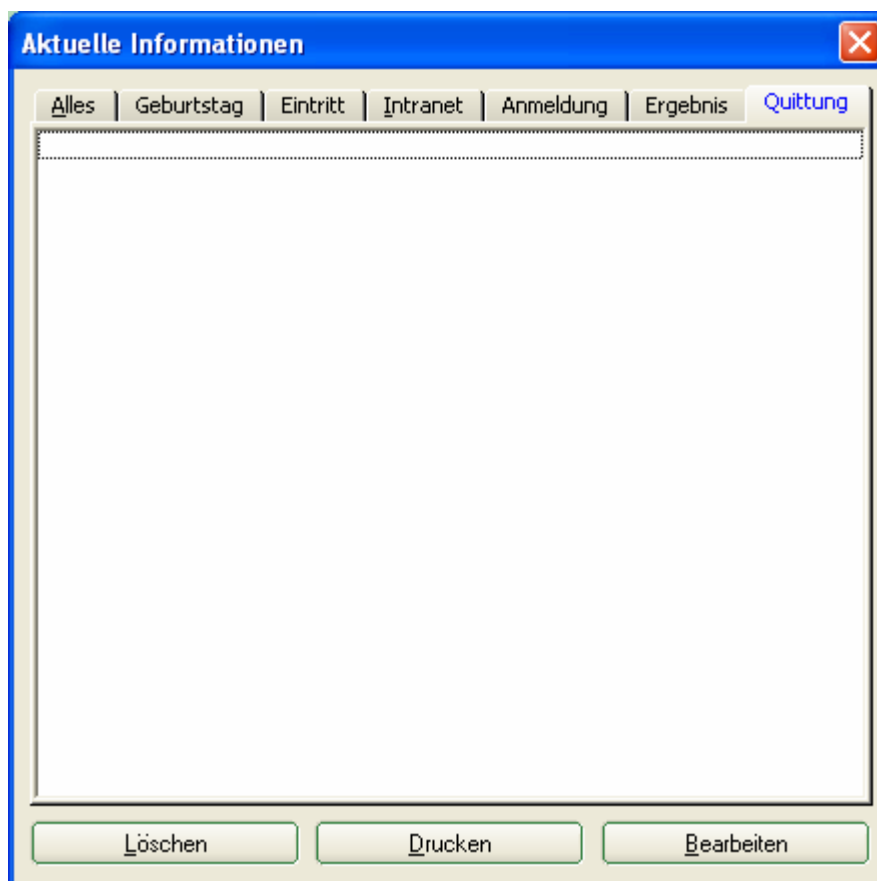 Aktuelle Informationen
Alles Geburtstag Eintritt Intranet Anmeldung Ergebnis Quittung
Löschen Drucken Bearbeiten